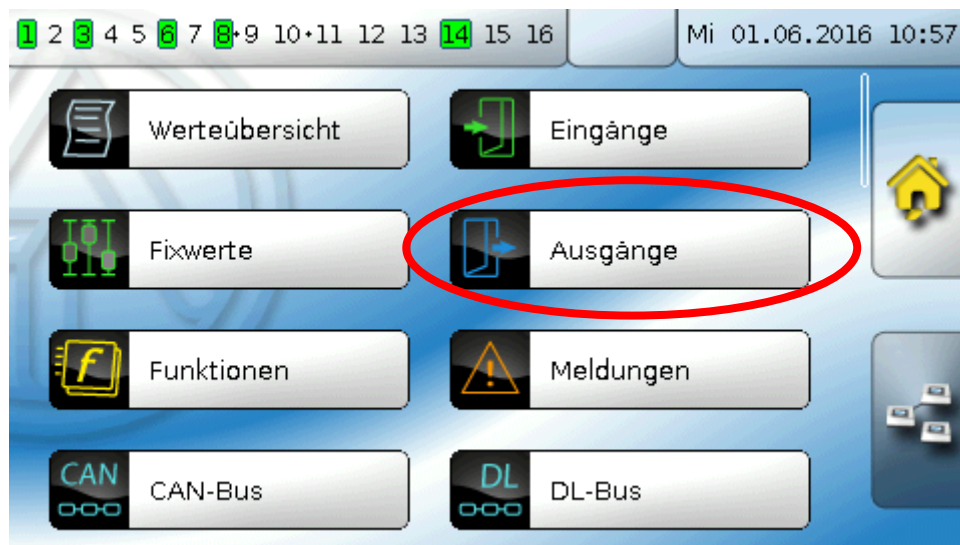 1 2 3 4 5 6 7 8•9 10•11 12 13 14 15 16 Mi 01.06.2016 10:57
Werteübersicht Eingänge
Fixwerte Ausgänge
f Funktionen Meldungen
CAN CAN-Bus DL DL-Bus